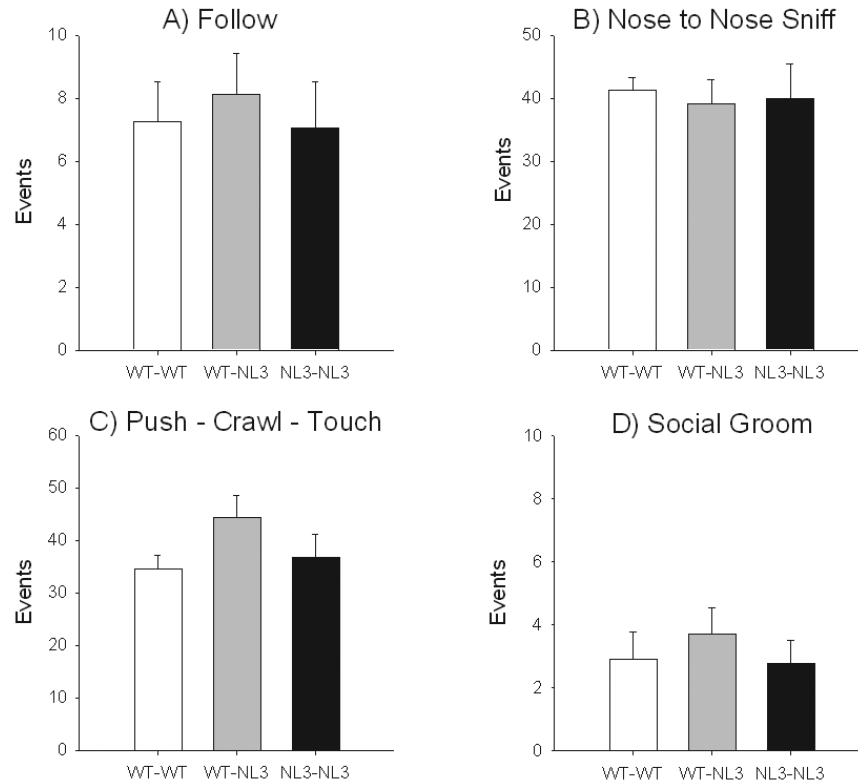 A) Follow
10
8
6
4
2
0
Events
WT-WT WT-NL3 NL3-NL3
B) Nose to Nose Sniff
50
40
30
20
10
0
Events
WT-WT WT-NL3 NL3-NL3
C) Push - Crawl - Touch
60
50
40
30
20
10
0
Events
WT-WT WT-NL3 NL3-NL3
D) Social Groom
10
8
6
4
2
0
Events
WT-WT WT-NL3 NL3-NL3